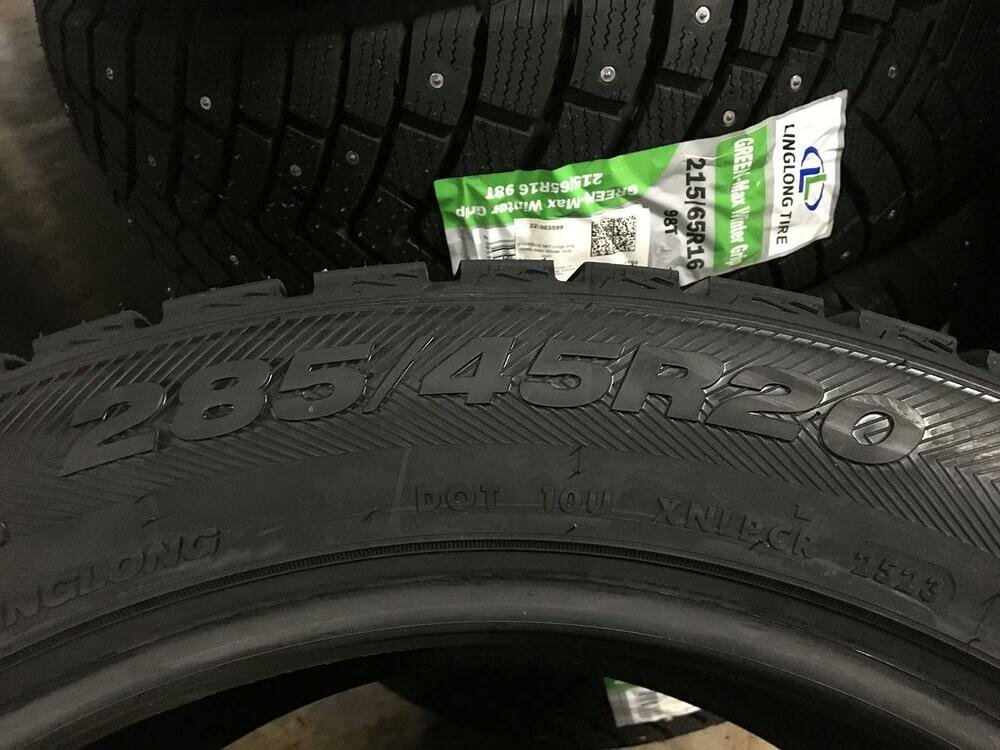 LINGLONG TIRE
GREEN-Max Winter Grip
215/65R16
98T
GREEN-Max Winter Grip
215/65R16 98T
285/45R20
DOT 10U XNLPCR 2523
NGLONG